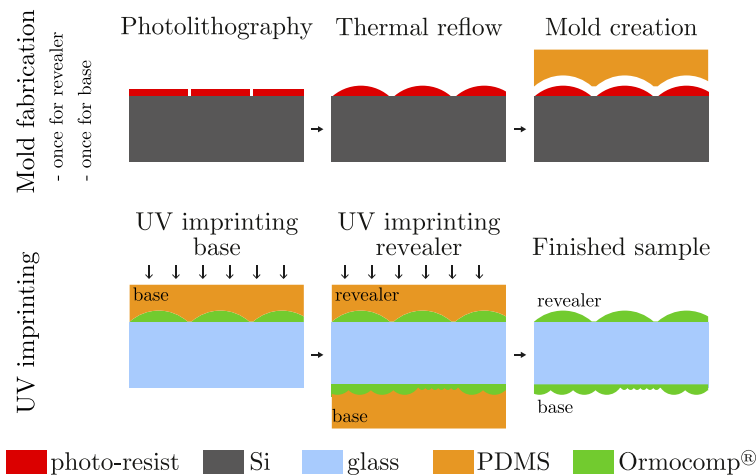 Photolithography
Thermal reflow
Mold creation
Mold fabrication
- once for revealer
- once for base
UV imprinting
base
UV imprinting
revealer
Finished sample
UV imprinting
base
revealer
base
revealer
base
photo-resist
Si
glass
PDMS
Ormocomp®